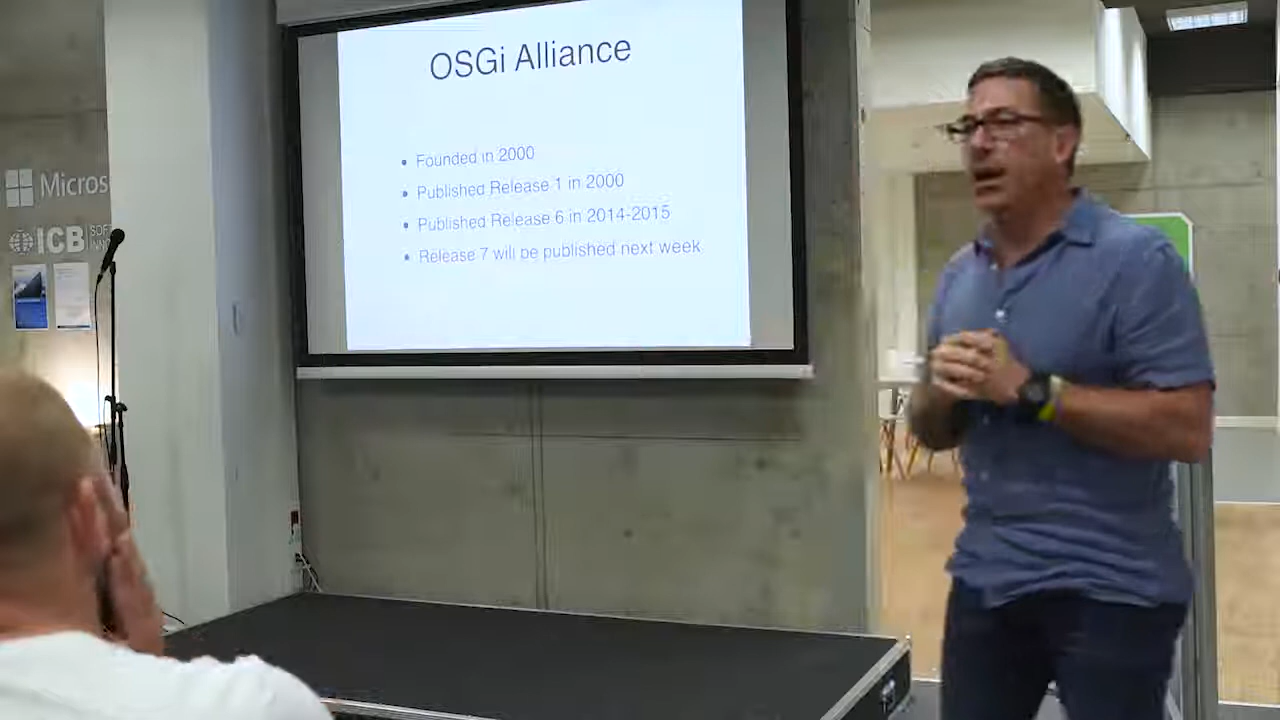 OSGi Alliance
• Founded in 2000
• Published Release 1 in 2000
• Published Release 6 in 2014-2015
• Release 7 will be published next week
Micros
ICB